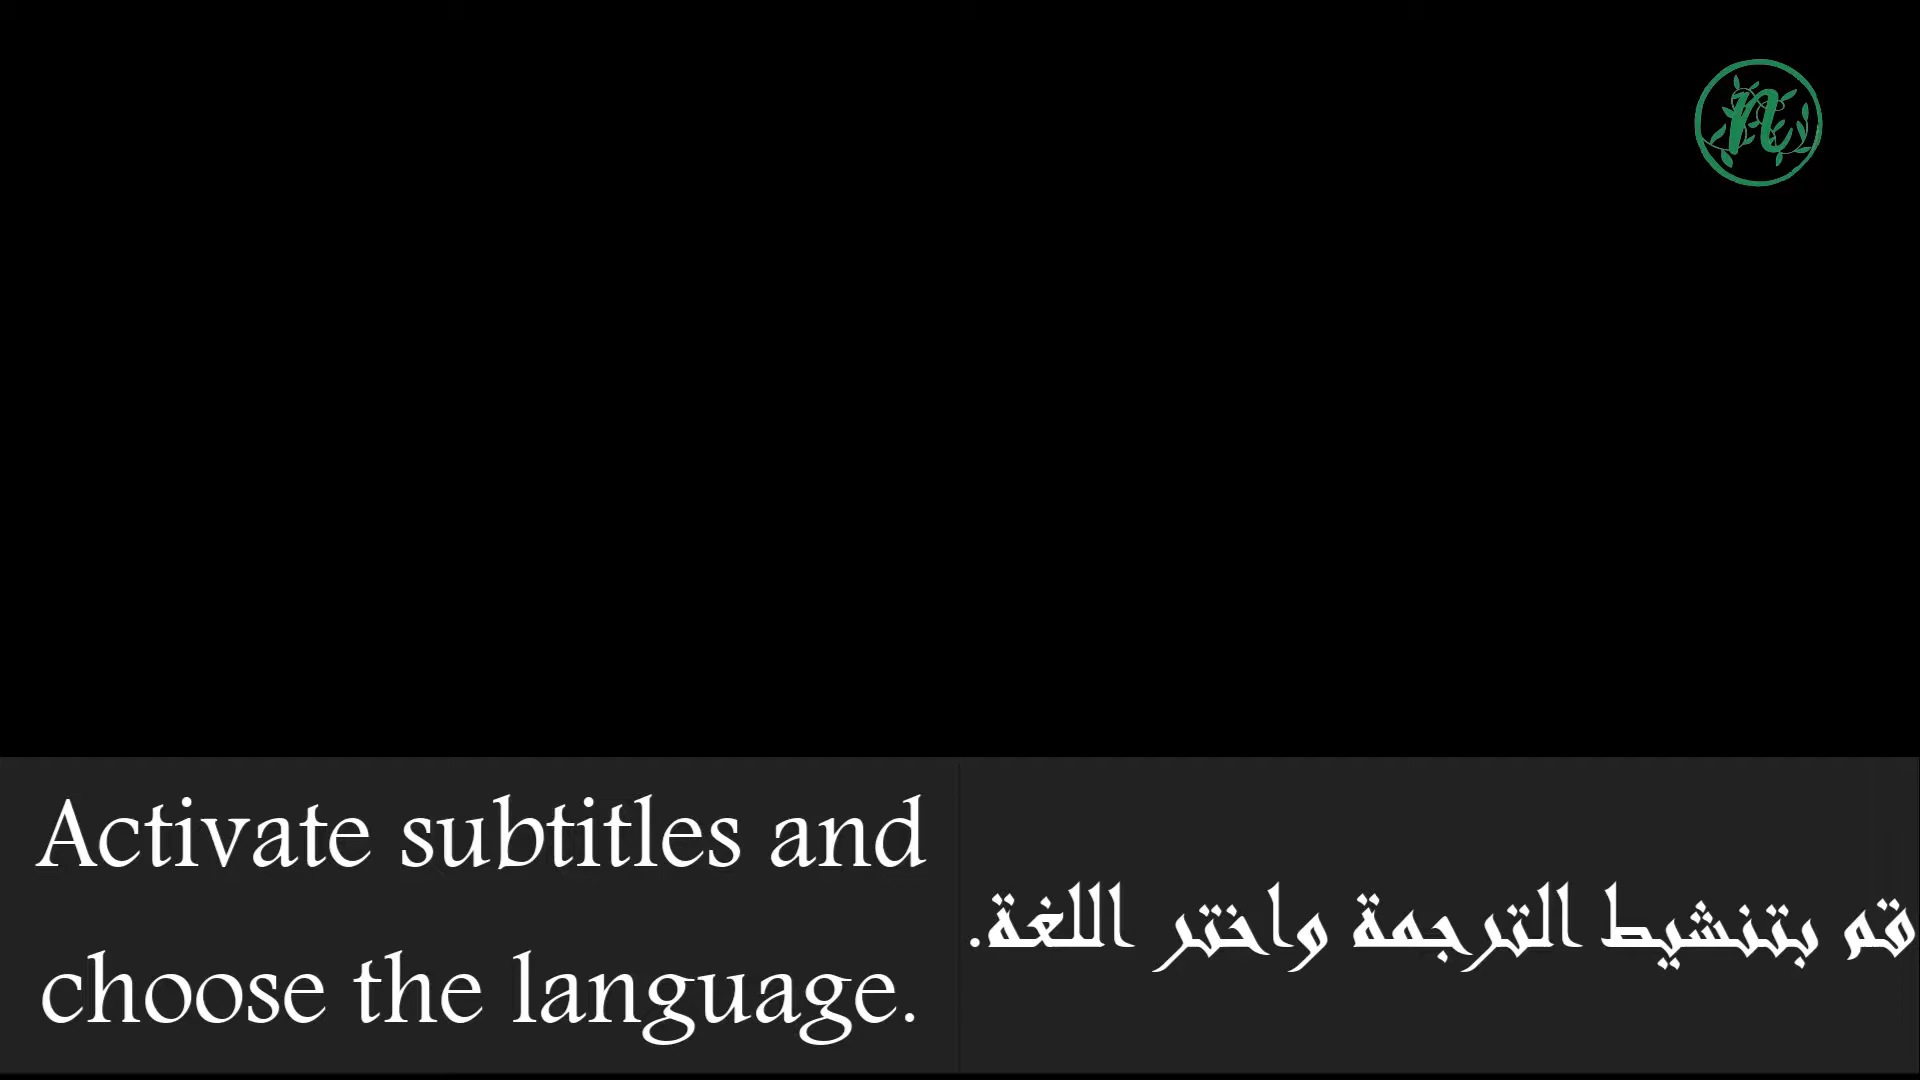 n
Activate subtitles and
choose the language.
قم بتنشيط الترجمة واختر اللغة.